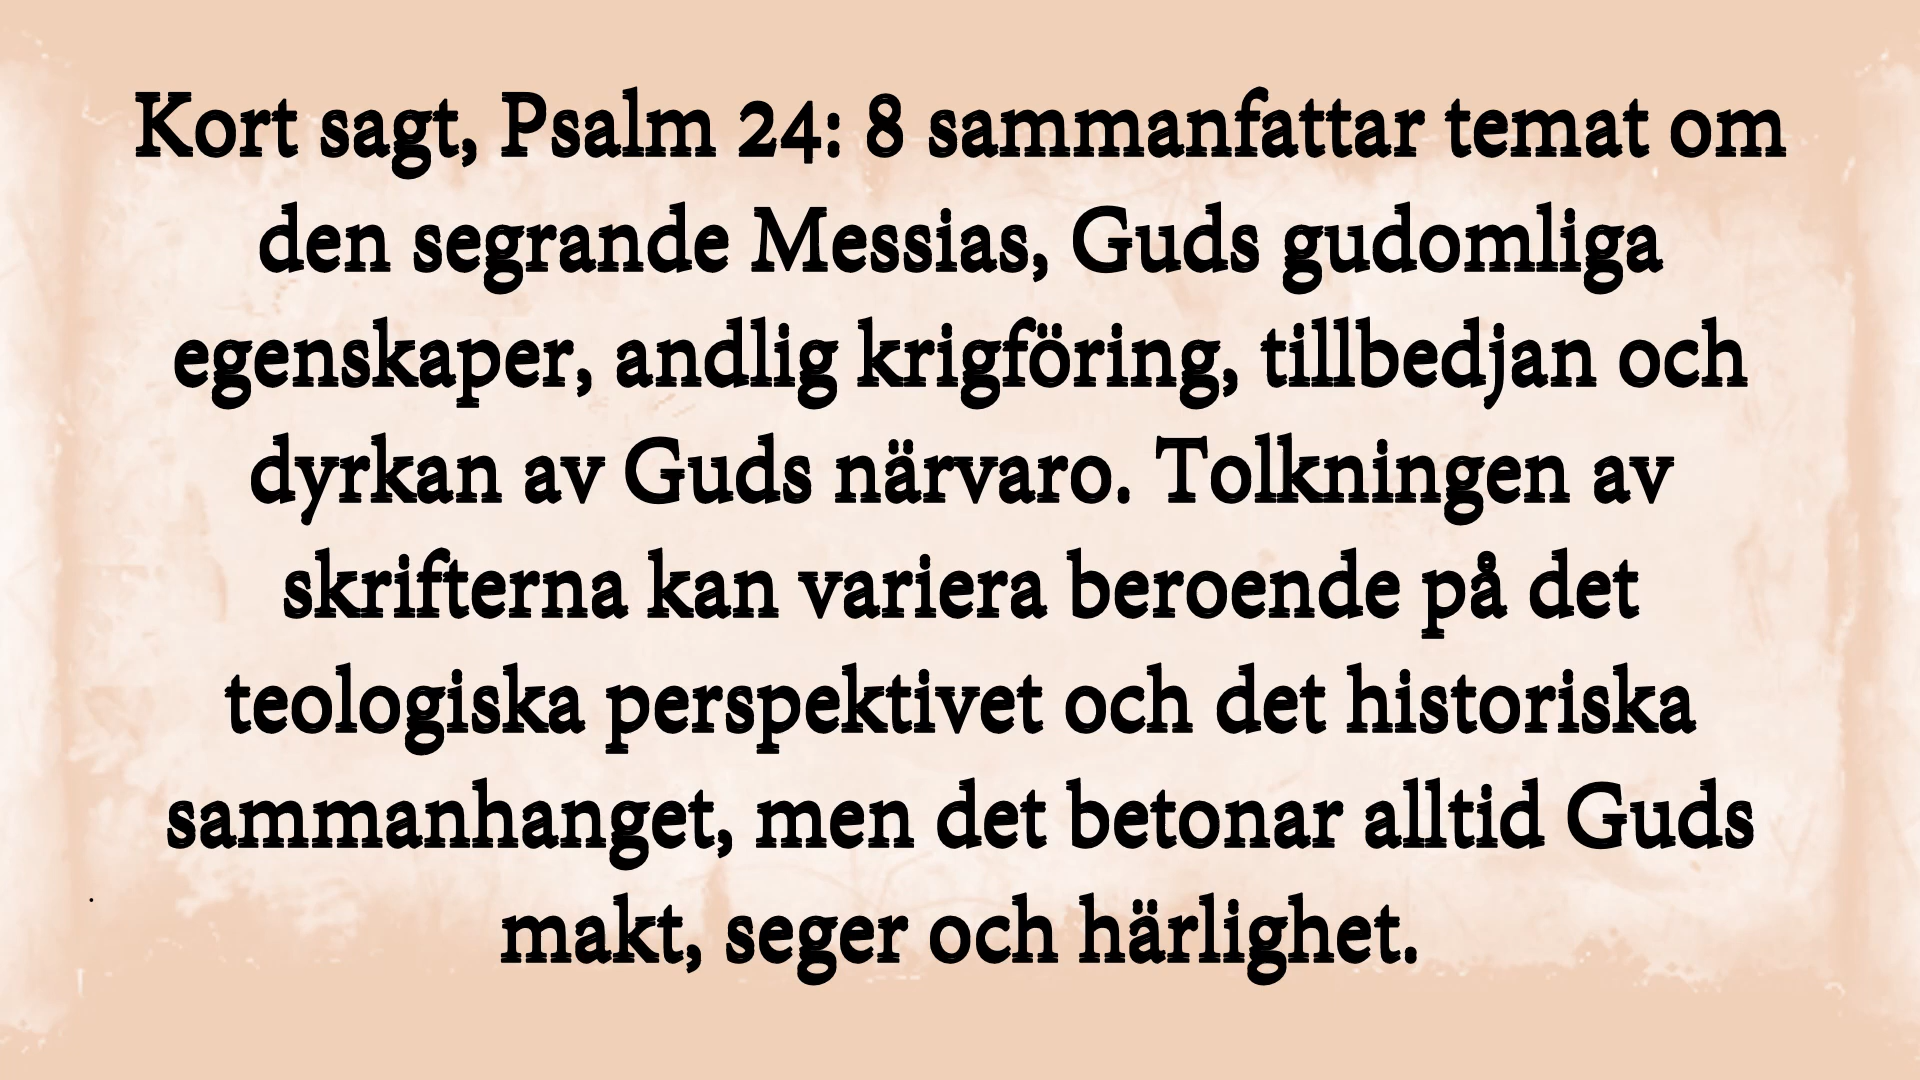 Kort sagt, Psalm 24: 8 sammanfattar temat om
den segrande Messias, Guds gudomliga
egenskaper, andlig krigföring, tillbedjan och
dyrkan av Guds närvaro. Tolkningen av
skrifterna kan variera beroende på det
teologiska perspektivet och det historiska
sammanhanget, men det betonar alltid Guds
makt, seger och härlighet.